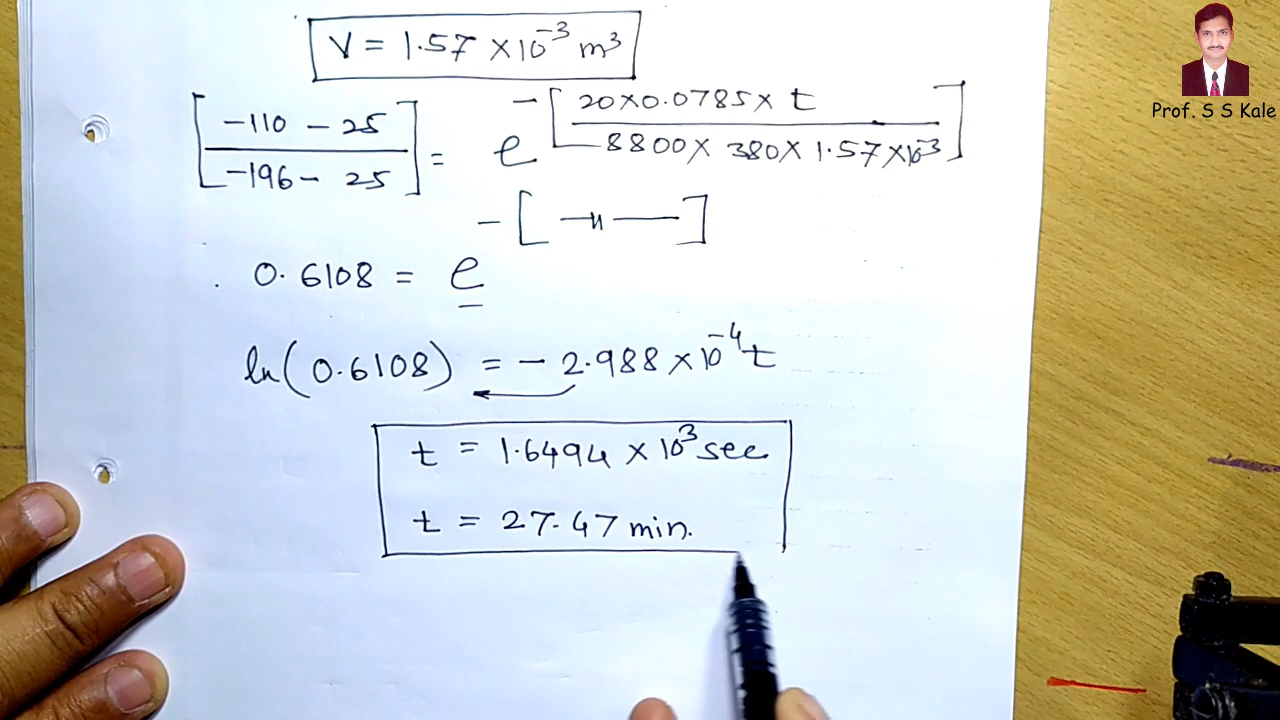 V = 1.57 ×10⁻³ m³
[(-110 - 25)/(-196 - 25)] = e^-[(20×0.0785× t)/(8800× 380× 1.57×10⁻³)]
0.6108 = e^-[ —〃— ]
ln(0.6108) = - 2.988 ×10⁻⁴ t
t = 1.6494 × 10³ sec
t = 27.47 min.
Prof. S S Kale